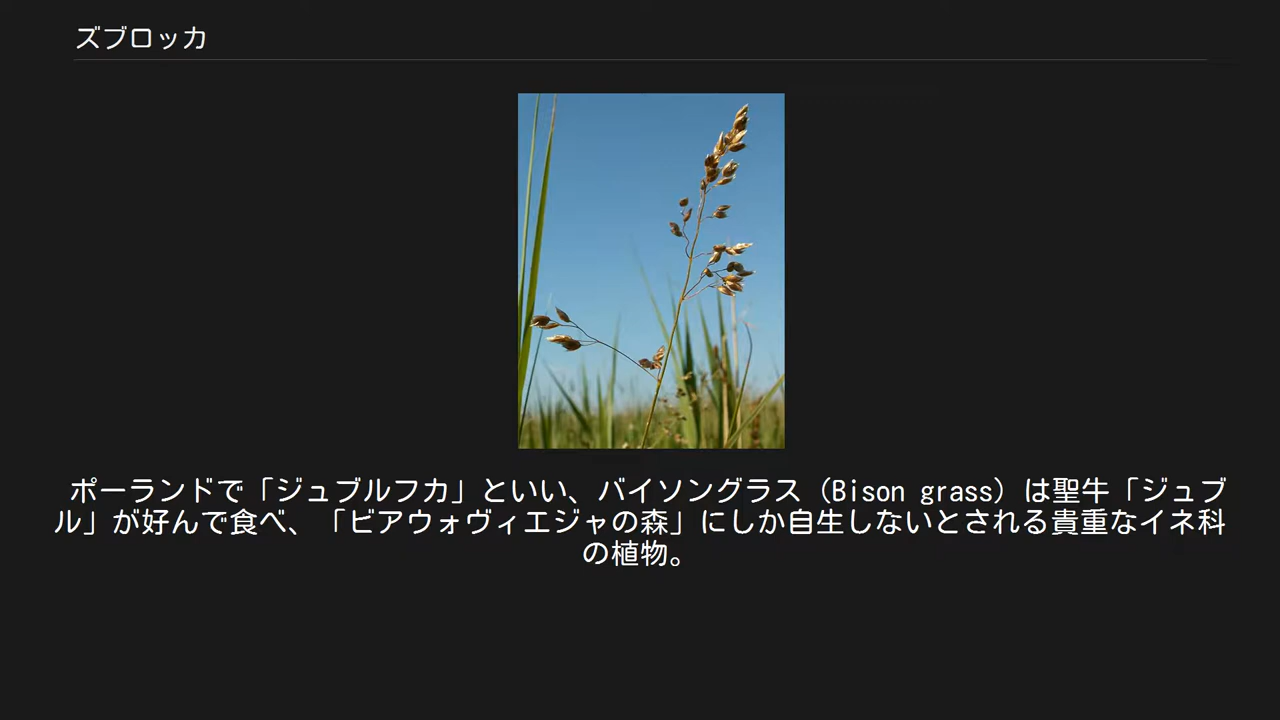 ズブロッカ
ポーランドで「ジュブルフカ」といい、バイソングラス（Bison grass）は聖牛「ジュブ
ル」が好んで食べ、「ビアウォヴィエジャの森」にしか自生しないとされる貴重なイネ科
の植物。